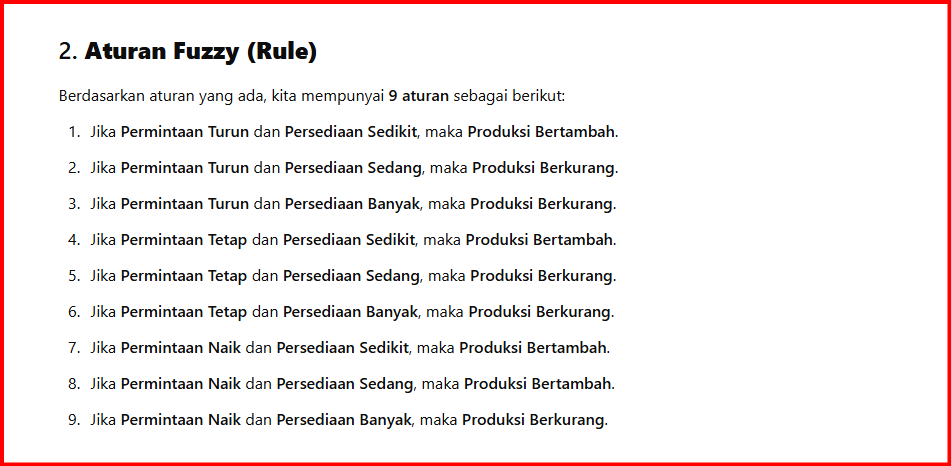 2. Aturan Fuzzy (Rule)
Berdasarkan aturan yang ada, kita mempunyai 9 aturan sebagai berikut:
1. Jika Permintaan Turun dan Persediaan Sedikit, maka Produksi Bertambah.
2. Jika Permintaan Turun dan Persediaan Sedang, maka Produksi Berkurang.
3. Jika Permintaan Turun dan Persediaan Banyak, maka Produksi Berkurang.
4. Jika Permintaan Tetap dan Persediaan Sedikit, maka Produksi Bertambah.
5. Jika Permintaan Tetap dan Persediaan Sedang, maka Produksi Berkurang.
6. Jika Permintaan Tetap dan Persediaan Banyak, maka Produksi Berkurang.
7. Jika Permintaan Naik dan Persediaan Sedikit, maka Produksi Bertambah.
8. Jika Permintaan Naik dan Persediaan Sedang, maka Produksi Bertambah.
9. Jika Permintaan Naik dan Persediaan Banyak, maka Produksi Berkurang.